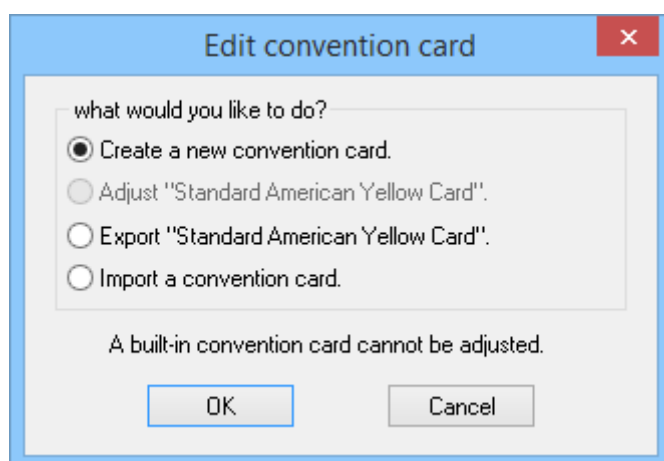 Edit convention card
what would you like to do?
Create a new convention card.
Adjust "Standard American Yellow Card".
Export "Standard American Yellow Card".
Import a convention card.
A built-in convention card cannot be adjusted.
OK
Cancel